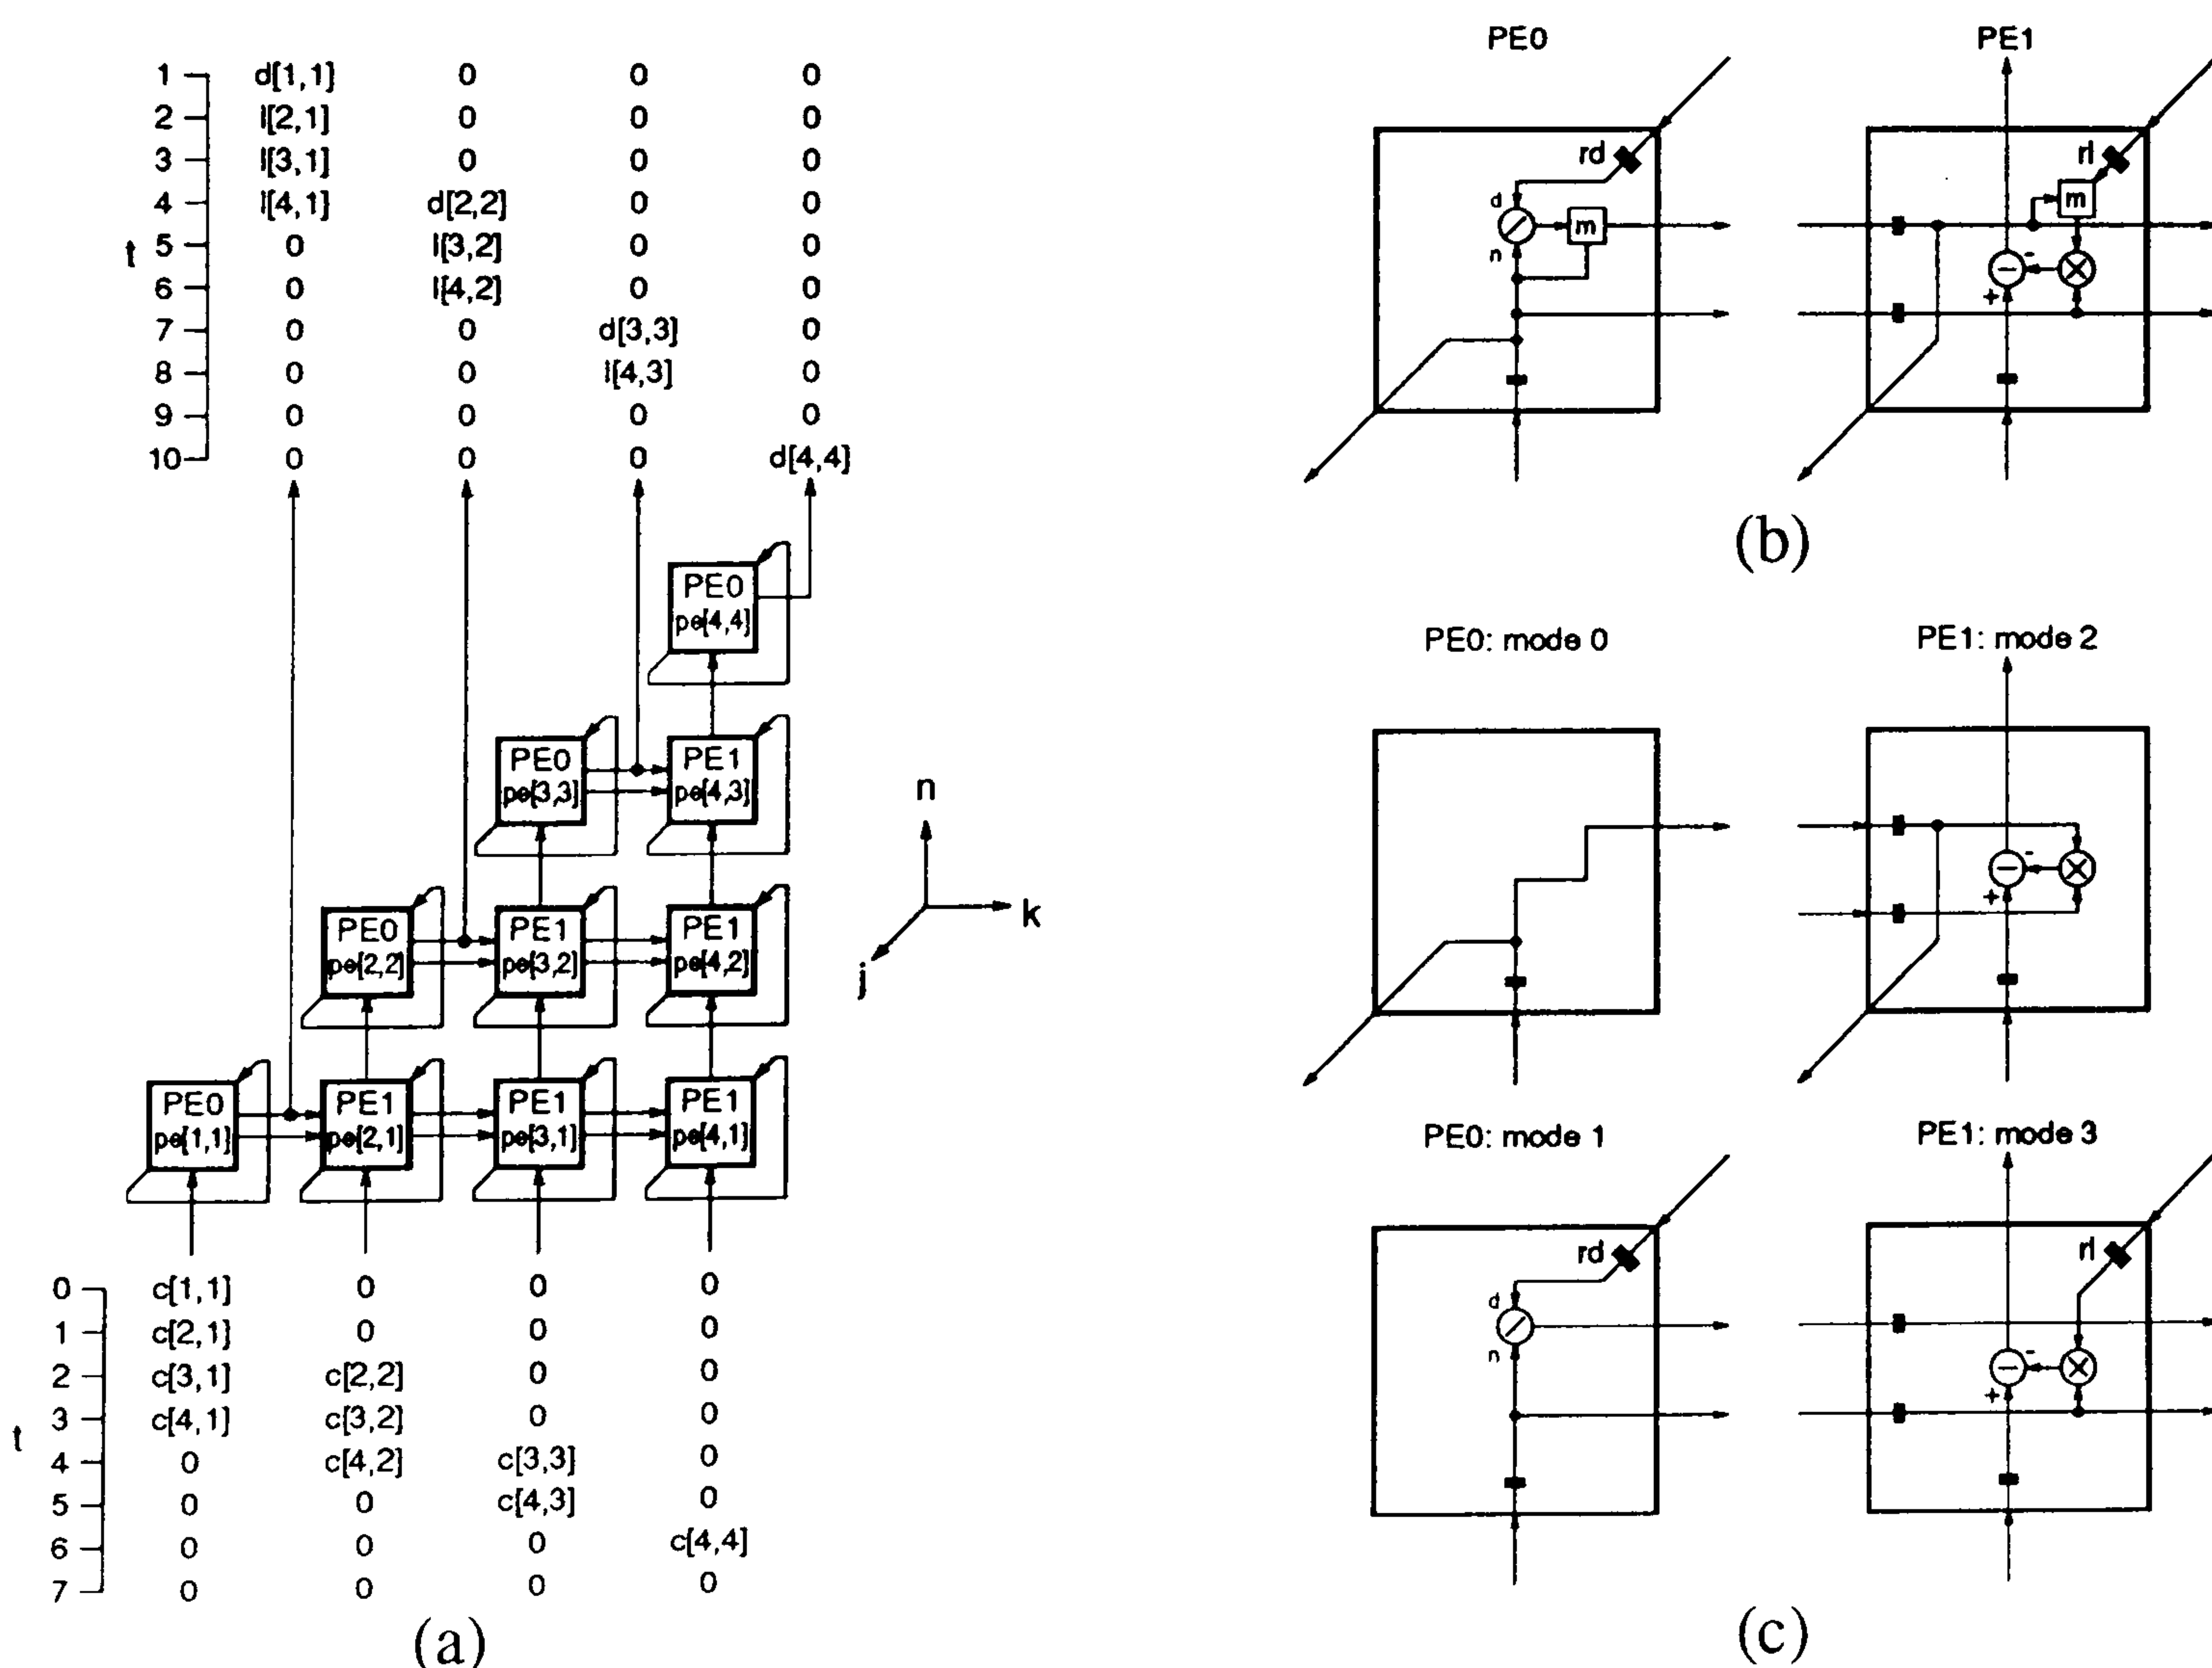 1 d[1,1] 0 0 0
2 l[2,1] 0 0 0
3 l[3,1] 0 0 0
4 l[4,1] d[2,2] 0 0
t
5 0 l[3,2] 0 0
6 0 l[4,2] 0 0
7 0 0 d[3,3] 0
8 0 0 l[4,3] 0
9 0 0 0 0
10 0 0 0 d[4,4]
PE0
pe[4,4]
PE0 PE1
pe[3,3] pe[4,3]
PE0 PE1 PE1
pe[2,2] pe[3,2] pe[4,2]
PE0 PE1 PE1 PE1
pe[1,1] pe[2,1] pe[3,1] pe[4,1]
n
k
j
0 c[1,1] 0 0 0
1 c[2,1] 0 0 0
2 c[3,1] c[2,2] 0 0
3 c[4,1] c[3,2] 0 0
t
4 0 c[4,2] c[3,3] 0
5 0 0 c[4,3] 0
6 0 0 0 c[4,4]
7 0 0 0 0
(a)
PE0
rd
d
m
n
PE1
rl
m
-
+
(b)
PE0: mode 0
PE1: mode 2
-
+
PE0: mode 1
rd
d
n
PE1: mode 3
rl
-
+
(c)